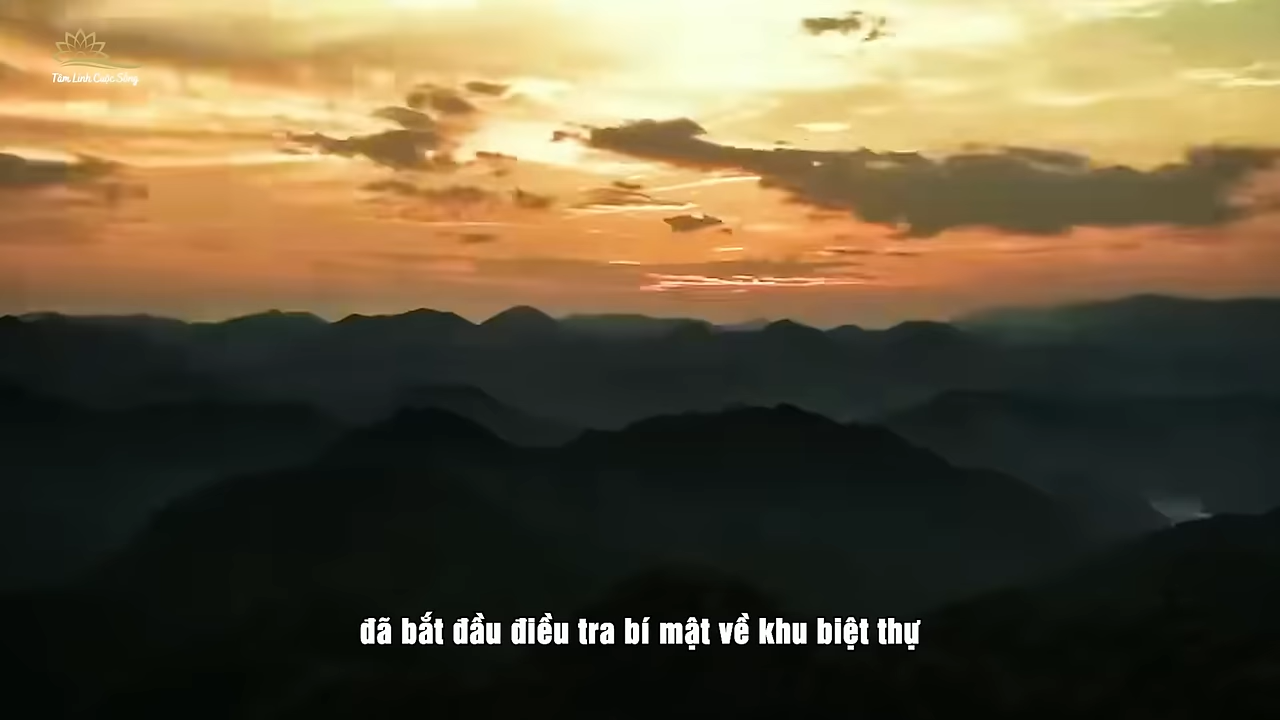 Tâm Linh Cuộc Sống
đã bắt đầu điều tra bí mật về khu biệt thự